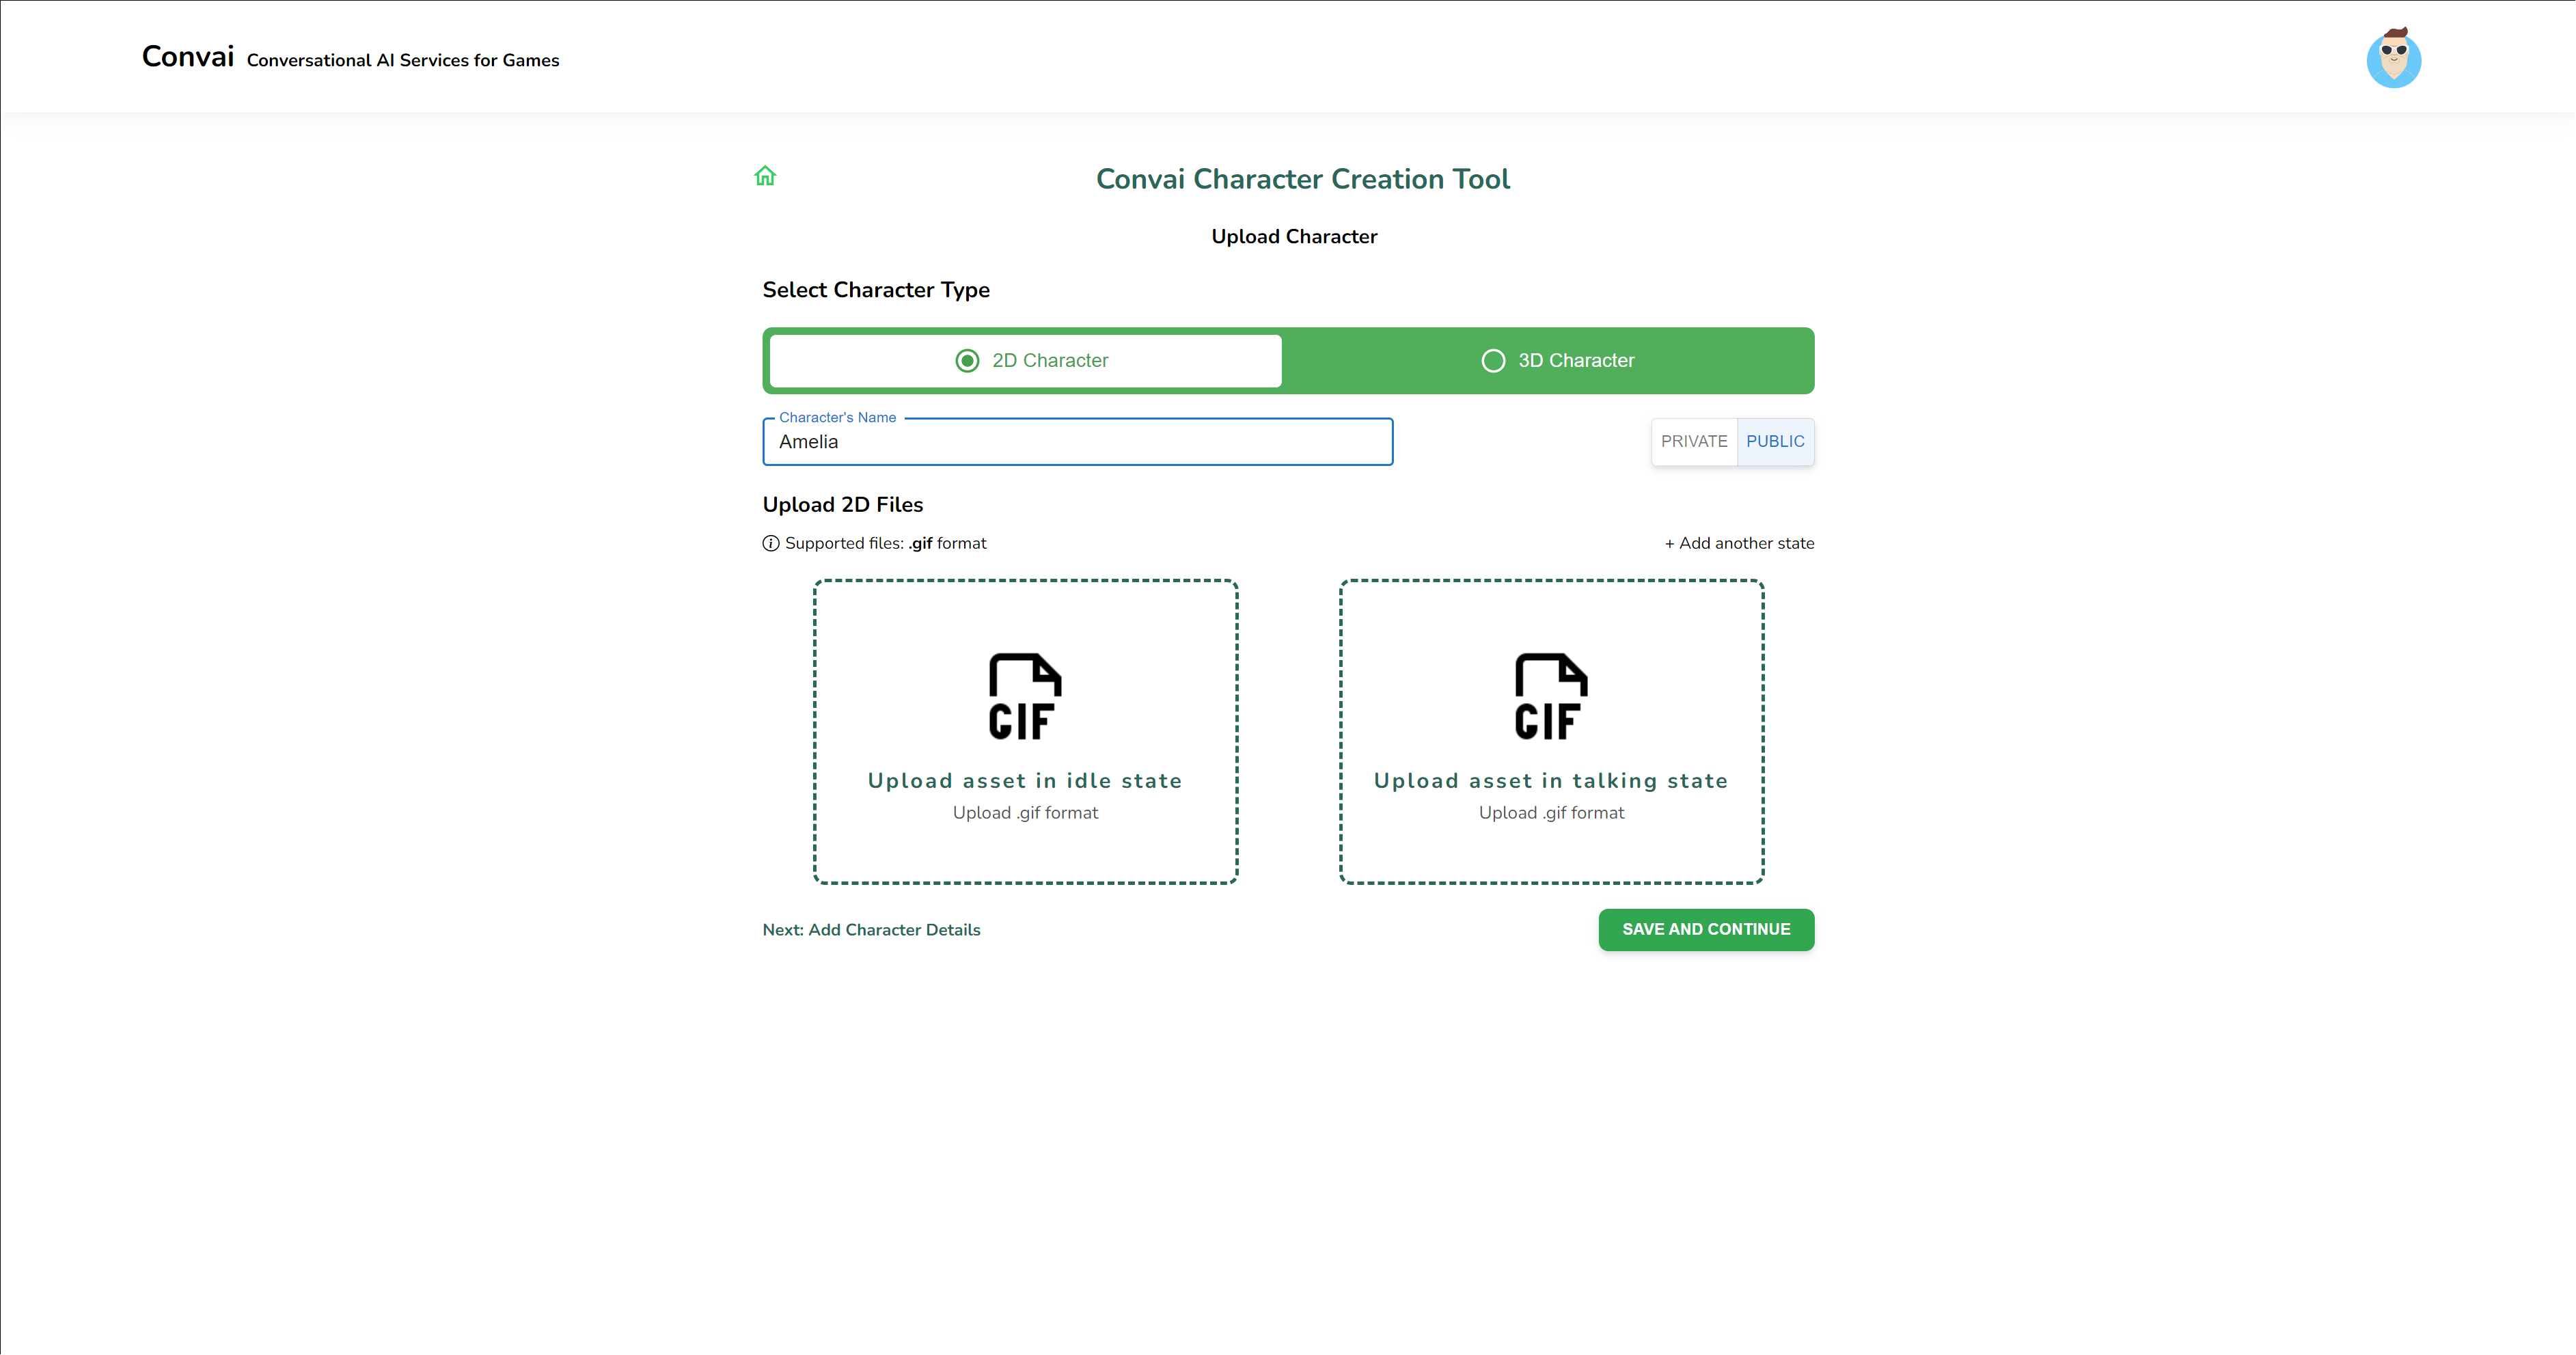 Convai Conversational AI Services for Games
Convai Character Creation Tool
Upload Character
Select Character Type
2D Character
3D Character
Character's Name
Amelia
PRIVATE
PUBLIC
Upload 2D Files
Supported files: .gif format
+ Add another state
GIF
Upload asset in idle state
Upload .gif format
GIF
Upload asset in talking state
Upload .gif format
Next: Add Character Details
SAVE AND CONTINUE